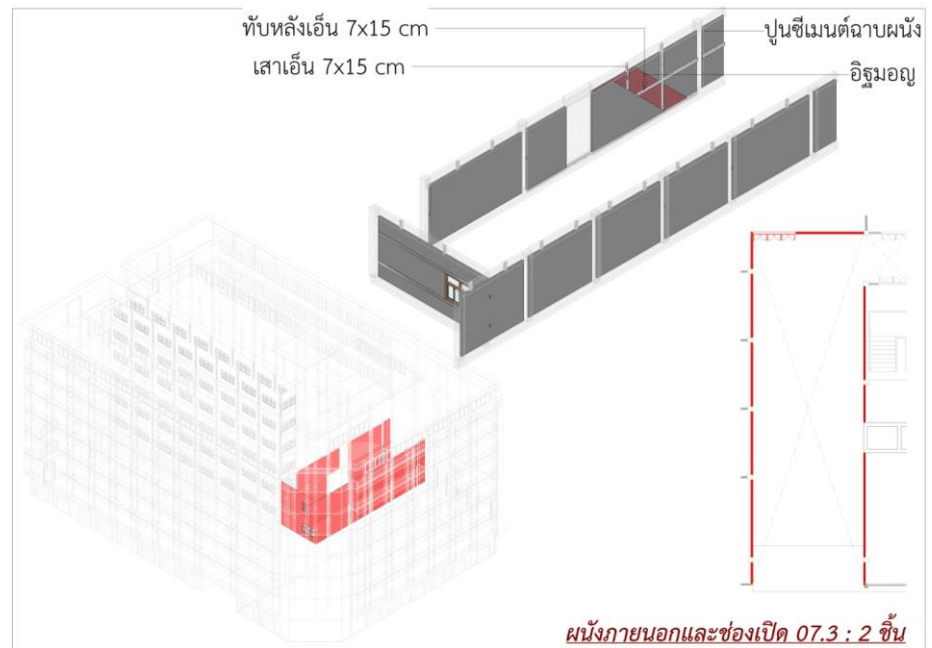 ทับหลังเอ็น 7x15 cm
ปูนซีเมนต์ฉาบผนัง
เสาเอ็น 7x15 cm
อิฐมอญ
ผนังภายนอกและช่องเปิด 07.3 : 2 ชิ้น